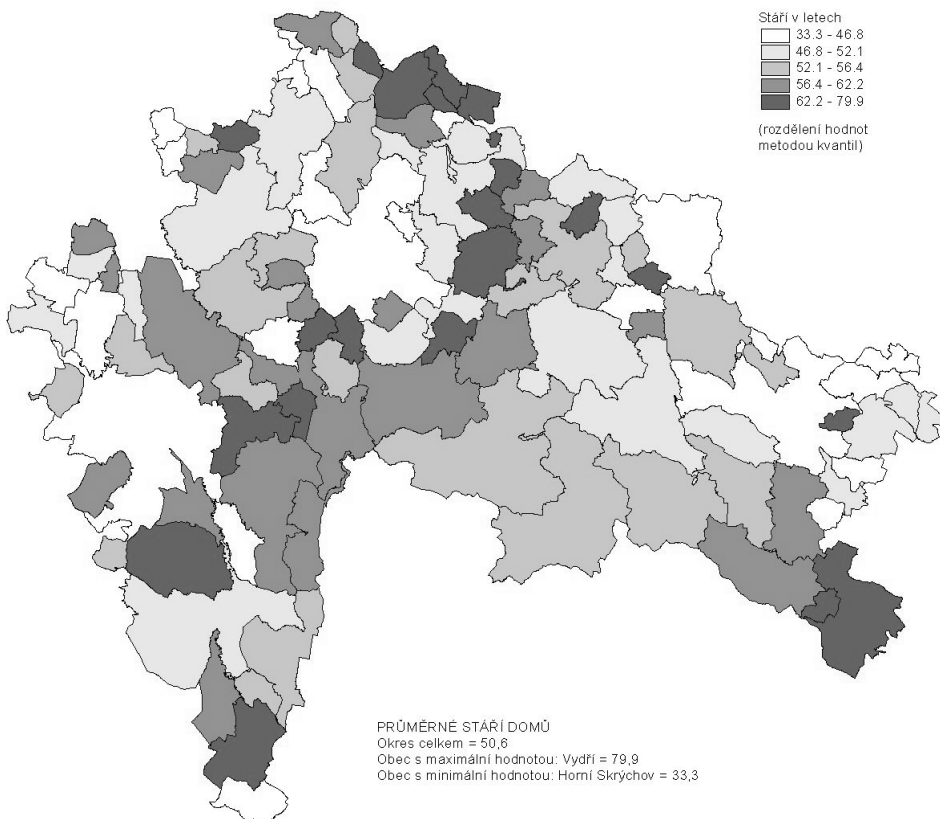 Stáří v letech
33.3 - 46.8
46.8 - 52.1
52.1 - 56.4
56.4 - 62.2
62.2 - 79.9
(rozdělení hodnot
metodou kvantil)
PRŮMĚRNÉ STÁŘÍ DOMŮ
Okres celkem = 50,6
Obec s maximální hodnotou: Vydří = 79,9
Obec s minimální hodnotou: Horní Skrýchov = 33,3